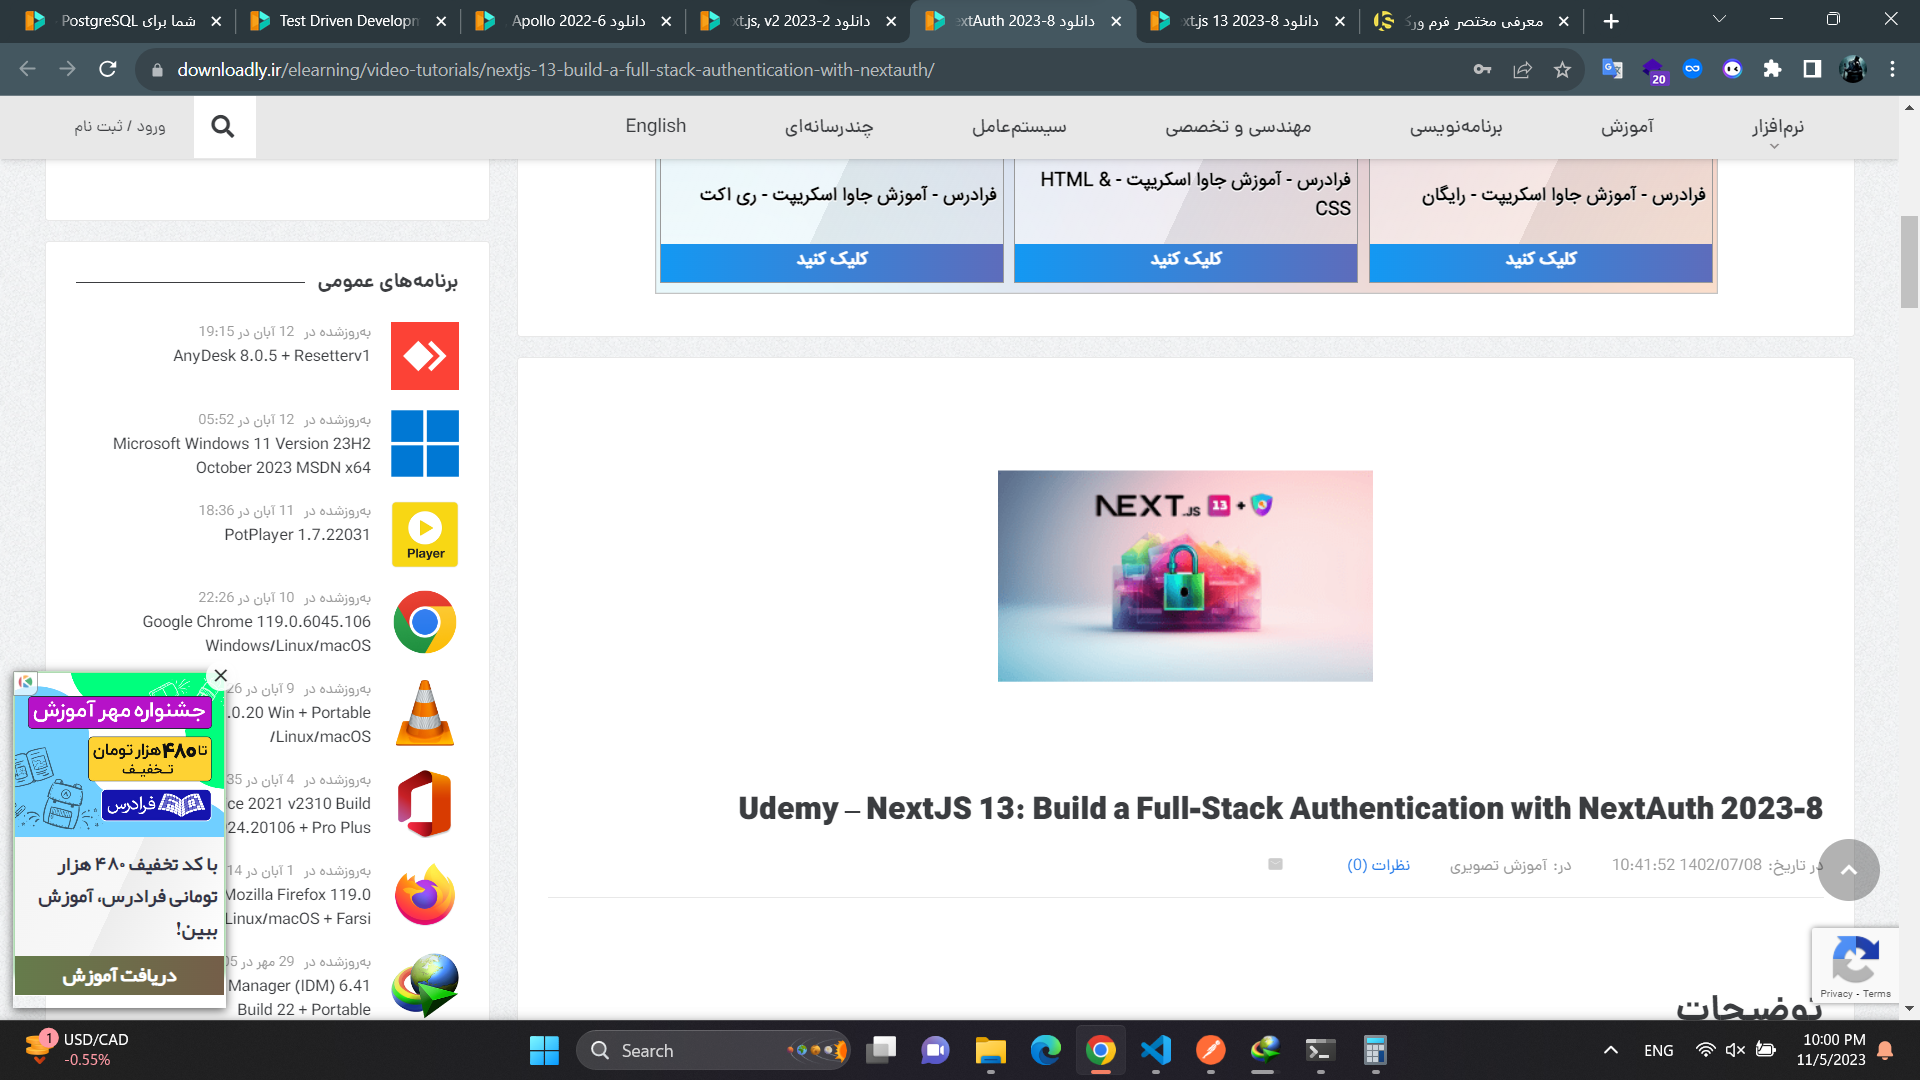 شما برای PostgreSQL
Test Driven Developm
دانلود Apollo 2022-6
دانلود xt.js, v2 2023-2
دانلود extAuth 2023-8
دانلود xt.js 13 2023-8
معرفی مختصر فرم ورک
downloadly.ir/elearning/video-tutorials/nextjs-13-build-a-full-stack-authentication-with-nextauth/
20
نرم‌افزار
آموزش
برنامه‌نویسی
مهندسی و تخصصی
سیستم‌عامل
چندرسانه‌ای
English
ورود / ثبت نام
فرادرس - آموزش جاوا اسکریپت - رایگان
کلیک کنید
فرادرس - آموزش جاوا اسکریپت - HTML &
CSS
کلیک کنید
فرادرس - آموزش جاوا اسکریپت - ری اکت
کلیک کنید
NEXT.JS 13 +
Udemy – NextJS 13: Build a Full-Stack Authentication with NextAuth 2023-8
در تاریخ: 1402/07/08 10:41:52
در: آموزش تصویری
نظرات (0)
توضیحات
برنامه‌های عمومی
به‌روزشده در 12 آبان در 19:15
AnyDesk 8.0.5 + Resetterv1
به‌روزشده در 12 آبان در 05:52
Microsoft Windows 11 Version 23H2
October 2023 MSDN x64
به‌روزشده در 11 آبان در 18:36
PotPlayer 1.7.22031
Player
به‌روزشده در 10 آبان در 22:26
Google Chrome 119.0.6045.106
Windows/Linux/macOS
به‌روزشده در 9 آبان در 26
.0.20 Win + Portable
/Linux/macOS
به‌روزشده در 4 آبان در 35
ce 2021 v2310 Build
24.20106 + Pro Plus
به‌روزشده در 1 آبان در 14
Mozilla Firefox 119.0
Linux/macOS + Farsi
به‌روزشده در 29 مهر در 05
Manager (IDM) 6.41
Build 22 + Portable
جشنواره مهر آموزش
تا ۴۸۰ هزار تومان
تخفیف
فرادرس
با کد تخفیف ۴۸۰ هزار
تومانی فرادرس، آموزش
ببین!
دریافت آموزش
Privacy - Terms
1
USD/CAD
-0.55%
Search
ENG
10:00 PM
11/5/2023